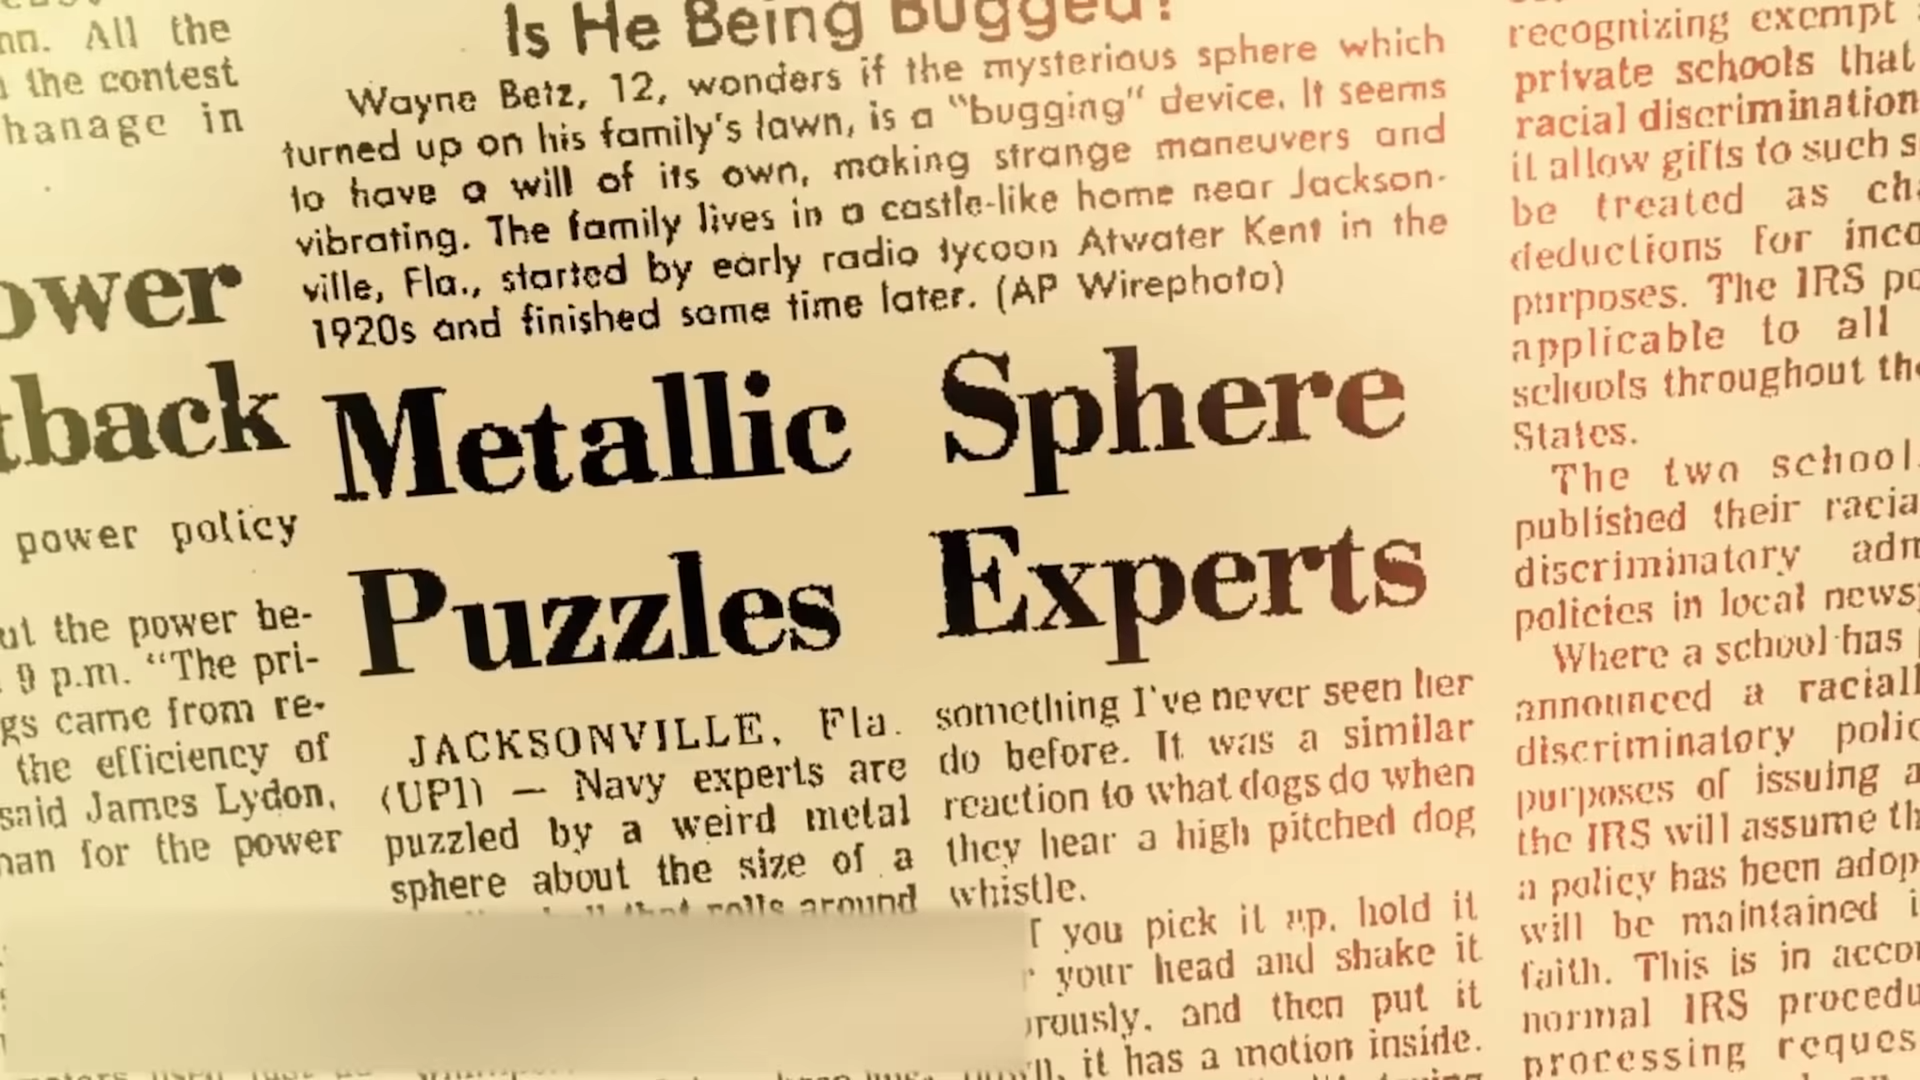 nn. All the
the contest
hanage in
ower
tback
power policy
ut the power be-
9 p.m. "The pri-
gs came from re-
the efficiency of
said James Lydon,
nan for the power
Is He Being Bugged?
Wayne Betz, 12, wonders if the mysterious sphere which
turned up on his family's lawn, is a "bugging" device. It seems
to have a will of its own, making strange maneuvers and
vibrating. The family lives in a castle-like home near Jackson-
ville, Fla., started by early radio tycoon Atwater Kent in the
1920s and finished some time later. (AP Wirephoto)
Metallic Sphere
Puzzles Experts
JACKSONVILLE, Fla.
(UPI) — Navy experts are
puzzled by a weird metal
sphere about the size of a
that rolls around
something I've never seen her
do before. It was a similar
reaction to what dogs do when
they hear a high pitched dog
whistle.
you pick it up, hold it
your head and shake it
rously, and then put it
it has a motion inside.
recognizing exempt
private schools that
racial discrimination
it allow gifts to such s
be treated as cha
deductions for inco
purposes. The IRS po
applicable to all
schools throughout the
States.
The two school
published their racia
discriminatory adm
policies in local news
Where a school has
announced a raciall
discriminatory polic
purposes of issuing a
the IRS will assume th
a policy has been adop
will be maintained i
faith. This is in accor
normal IRS procedu
processing reques